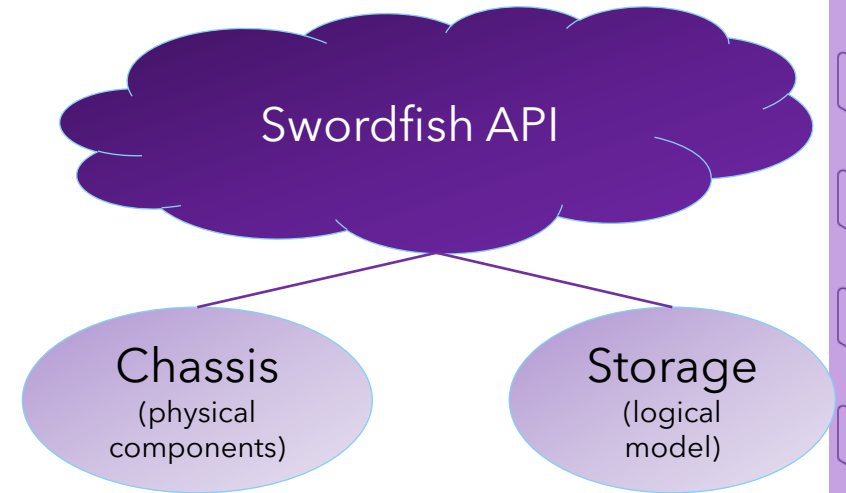 Swordfish API
Chassis
(physical
components)
Storage
(logical
model)